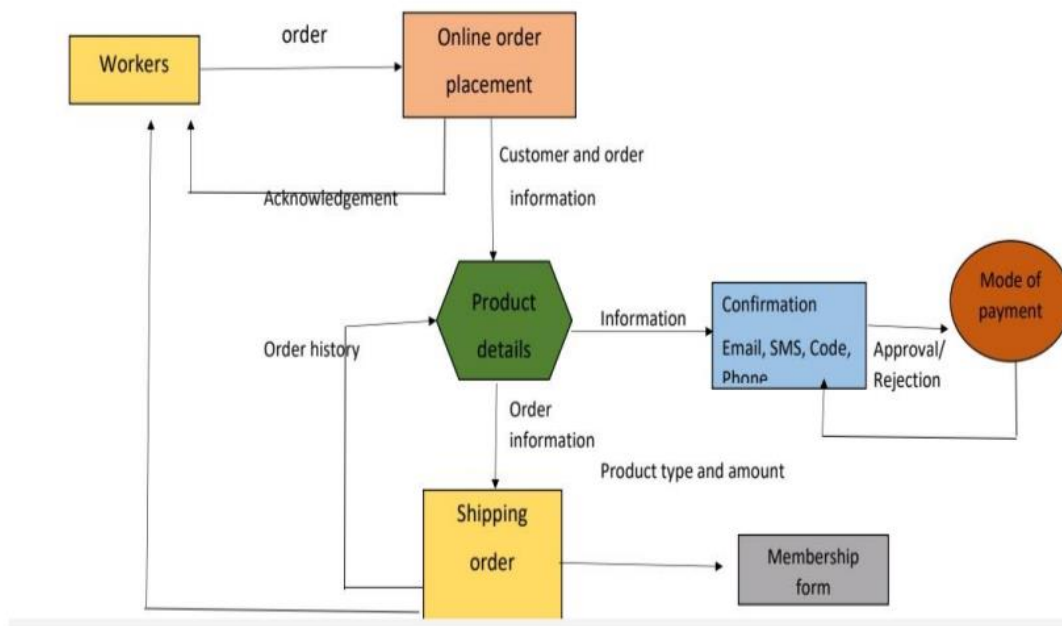 order
Workers
Online order
placement
Customer and order
information
Acknowledgement
Product
details
Information
Confirmation
Email, SMS, Code,
Phone
Mode of
payment
Approval/
Rejection
Order history
Order
information
Product type and amount
Shipping
order
Membership
form